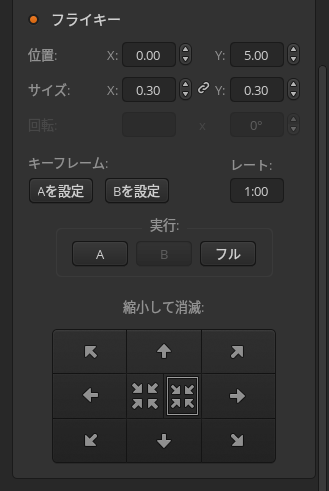 フライキー
位置: X: 0.00 Y: 5.00
サイズ: X: 0.30 Y: 0.30
回転: x 0°
キーフレーム: レート:
Aを設定 Bを設定 1:00
実行:
A B フル
縮小して消滅: